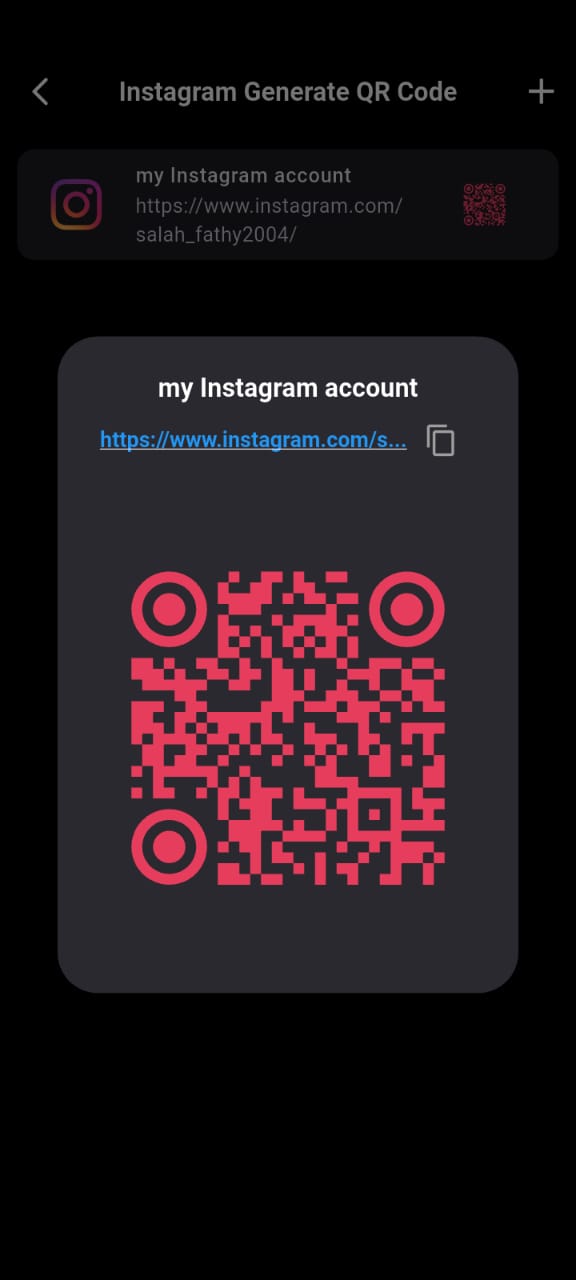 Instagram Generate QR Code
my Instagram account
https://www.instagram.com/
salah_fathy2004/
my Instagram account
https://www.instagram.com/s...